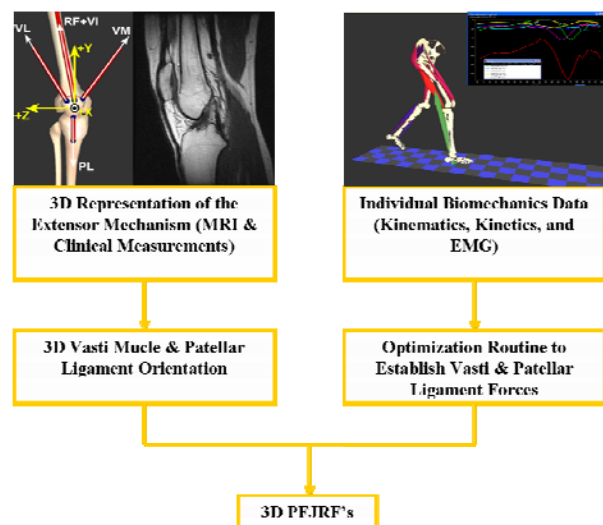 VL
RF+VI
VM
+Y
+Z
+X
PL
3D Representation of the
Extensor Mechanism (MRI &
Clinical Measurements)
Individual Biomechanics Data
(Kinematics, Kinetics, and
EMG)
3D Vasti Mucle & Patellar
Ligament Orientation
Optimization Routine to
Establish Vasti & Patellar
Ligament Forces
3D PFJRF's